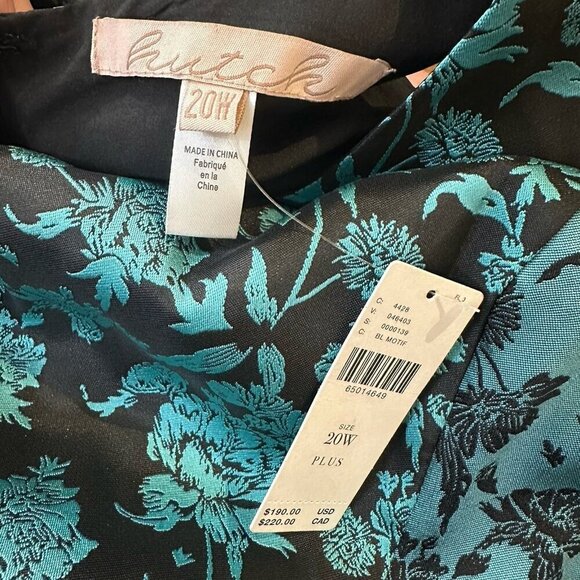 hutch
20W
MADE IN CHINA
Fabriqué
en la
Chine
R.3
C: 4428
V: 046403
S: 0000139
C: BL MOTIF
65014649
SIZE
20W
PLUS
$190.00 USD
$220.00 CAD